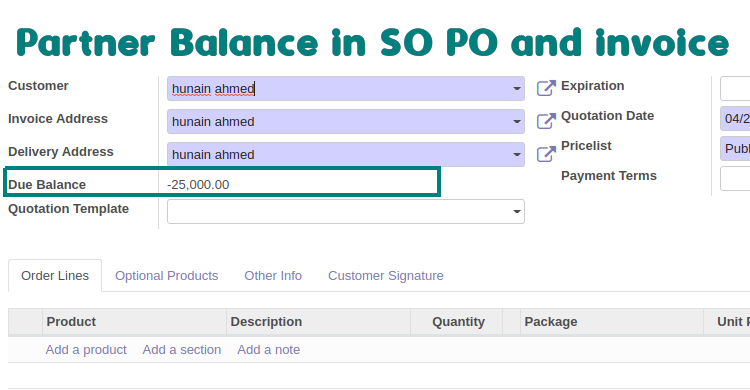 Partner Balance in SO PO and invoice
Customer hunain ahmed Expiration
Invoice Address hunain ahmed Quotation Date 04/2
Delivery Address hunain ahmed Pricelist Publ
Due Balance -25,000.00 Payment Terms
Quotation Template
Order Lines Optional Products Other Info Customer Signature
Product Description Quantity Package Unit P
Add a product Add a section Add a note